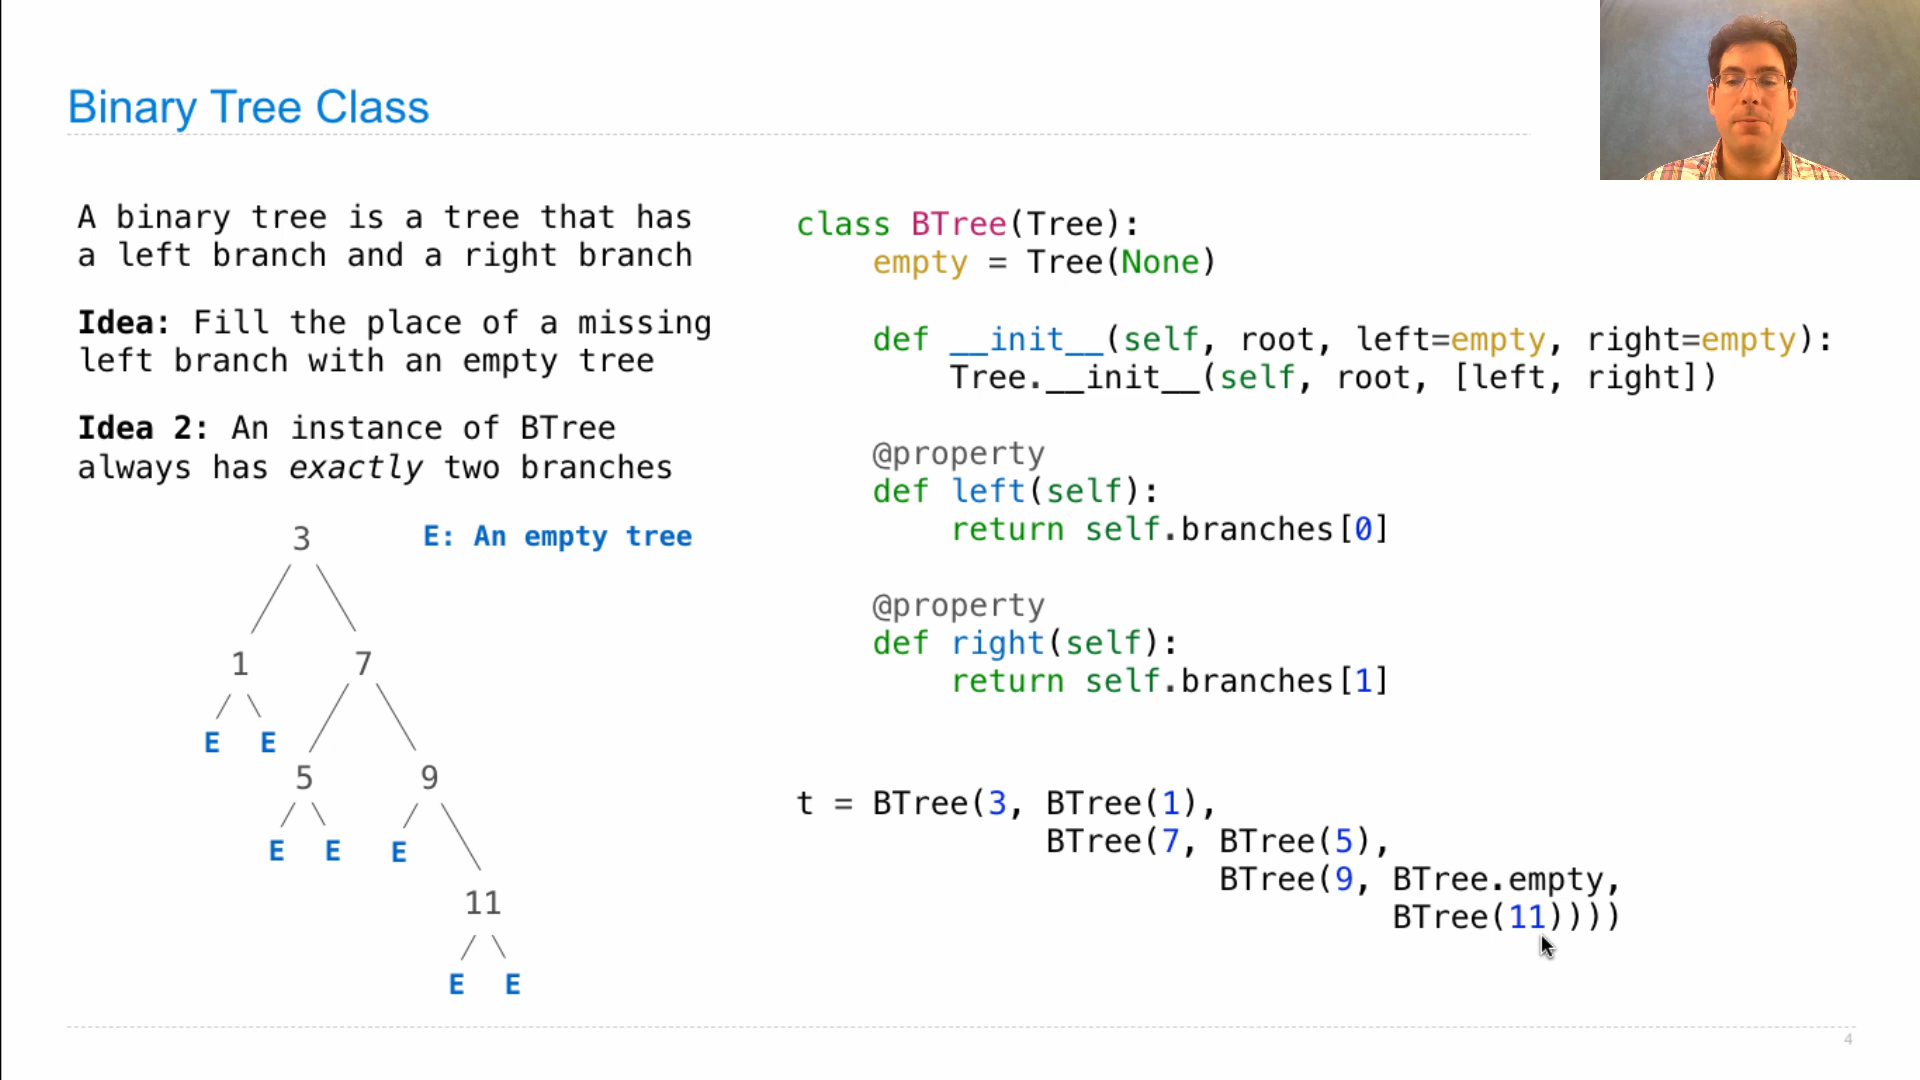 Binary Tree Class
A binary tree is a tree that has
a left branch and a right branch
Idea: Fill the place of a missing
left branch with an empty tree
Idea 2: An instance of BTree
always has exactly two branches
3
E: An empty tree
1 7
E E
5 9
E E E
11
E E
class BTree(Tree):
    empty = Tree(None)
    def __init__(self, root, left=empty, right=empty):
        Tree.__init__(self, root, [left, right])
    @property
    def left(self):
        return self.branches[0]
    @property
    def right(self):
        return self.branches[1]
t = BTree(3, BTree(1),
             BTree(7, BTree(5),
                      BTree(9, BTree.empty,
                               BTree(11))))
4